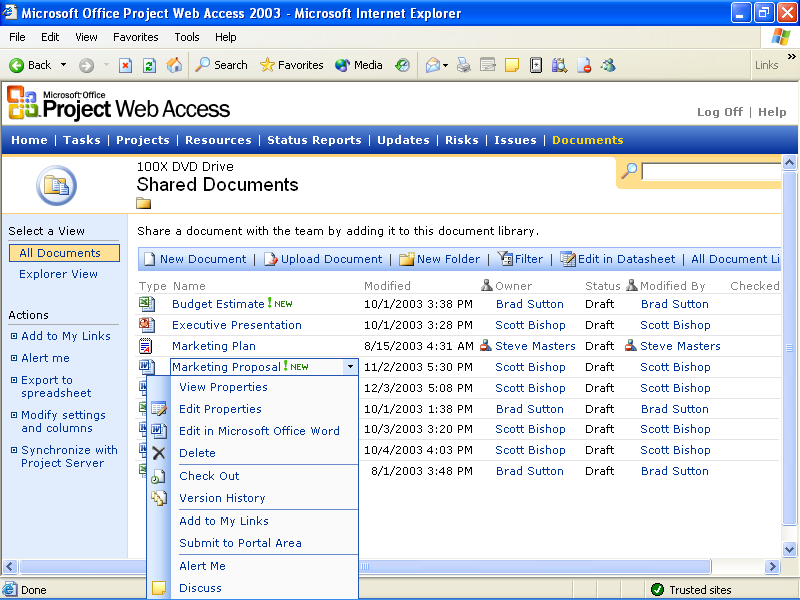 Microsoft Office Project Web Access 2003 - Microsoft Internet Explorer
File Edit View Favorites Tools Help
Back Search Favorites Media Links »
Microsoft Office
Project Web Access
Log Off | Help
Home | Tasks | Projects | Resources | Status Reports | Updates | Risks | Issues | Documents
100X DVD Drive
Shared Documents
Select a View
All Documents
Explorer View
Actions
Add to My Links
Alert me
Export to
spreadsheet
Modify settings
and columns
Synchronize with
Project Server
Share a document with the team by adding it to this document library.
New Document | Upload Document | New Folder | Filter | Edit in Datasheet | All Document Li
Type Name Modified Owner Status Modified By Checked
Budget Estimate ! NEW 10/1/2003 3:38 PM Brad Sutton Draft Brad Sutton
Executive Presentation 10/1/2003 3:28 PM Scott Bishop Draft Scott Bishop
Marketing Plan 8/15/2003 4:31 AM Steve Masters Draft Steve Masters
Marketing Proposal ! NEW 11/2/2003 5:30 PM Scott Bishop Draft Scott Bishop
12/3/2003 5:08 PM Scott Bishop Draft Scott Bishop
10/1/2003 1:38 PM Brad Sutton Draft Brad Sutton
10/3/2003 3:20 PM Scott Bishop Draft Scott Bishop
10/4/2003 4:03 PM Scott Bishop Draft Scott Bishop
8/1/2003 3:48 PM Brad Sutton Draft Brad Sutton
View Properties
Edit Properties
Edit in Microsoft Office Word
Delete
Check Out
Version History
Add to My Links
Submit to Portal Area
Alert Me
Discuss
Done Trusted sites